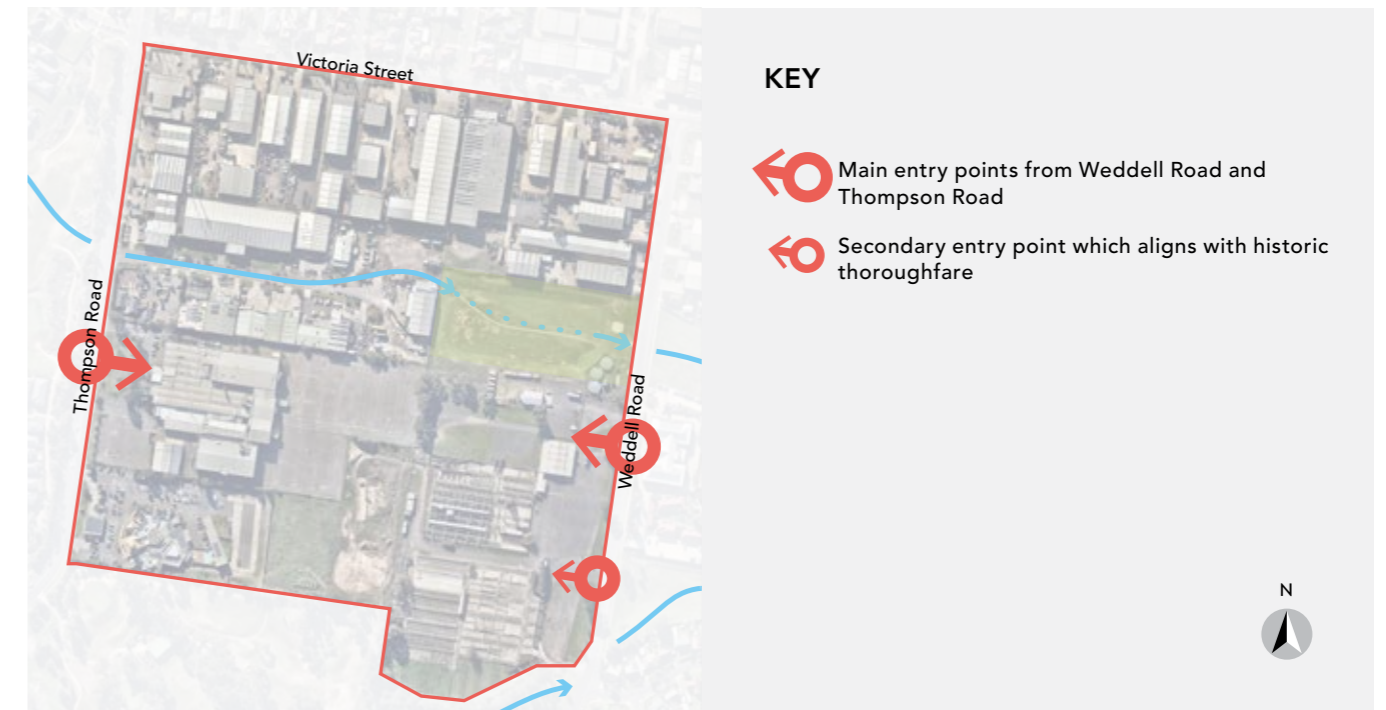 Victoria Street
Thompson Road
Weddell Road
KEY
Main entry points from Weddell Road and
Thompson Road
Secondary entry point which aligns with historic
thoroughfare
N